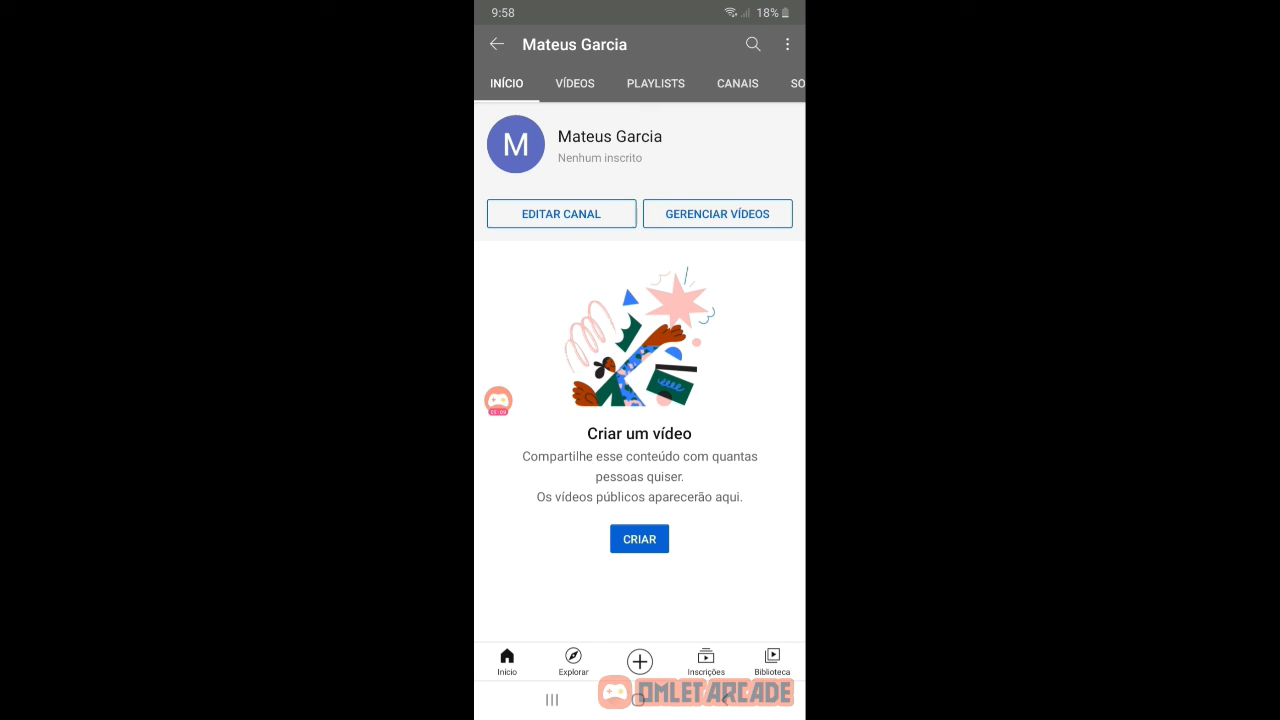 9:58 18%
Mateus Garcia
INÍCIO VÍDEOS PLAYLISTS CANAIS SO
M
Mateus Garcia
Nenhum inscrito
EDITAR CANAL GERENCIAR VÍDEOS
Criar um vídeo
Compartilhe esse conteúdo com quantas
pessoas quiser.
Os vídeos públicos aparecerão aqui.
CRIAR
Início Explorar Inscrições Biblioteca
OMLET ARCADE